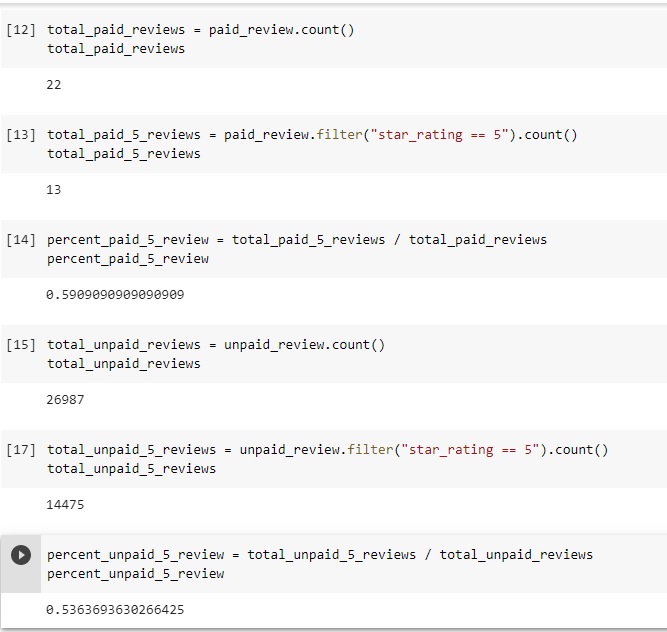 [12] total_paid_reviews = paid_review.count()
total_paid_reviews
22
[13] total_paid_5_reviews = paid_review.filter("star_rating == 5").count()
total_paid_5_reviews
13
[14] percent_paid_5_review = total_paid_5_reviews / total_paid_reviews
percent_paid_5_review
0.5909090909090909
[15] total_unpaid_reviews = unpaid_review.count()
total_unpaid_reviews
26987
[17] total_unpaid_5_reviews = unpaid_review.filter("star_rating == 5").count()
total_unpaid_5_reviews
14475
percent_unpaid_5_review = total_unpaid_5_reviews / total_unpaid_reviews
percent_unpaid_5_review
0.5363693630266425